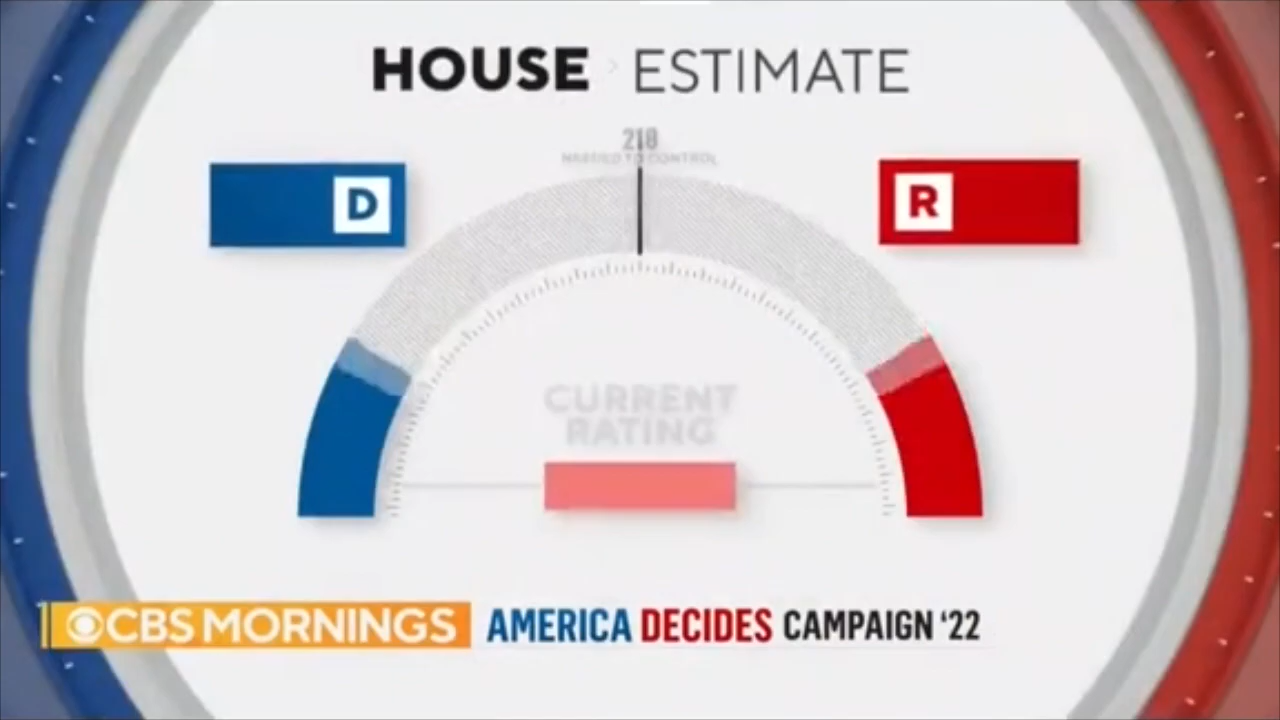 HOUSE > ESTIMATE
218
NEEDED TO CONTROL
D
R
CURRENT
RATING
CBS MORNINGS
AMERICA DECIDES CAMPAIGN ‘22